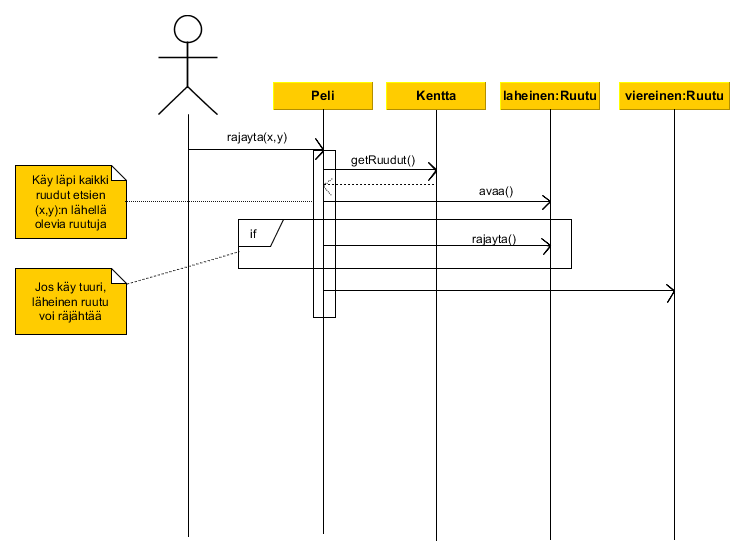 Peli
Kentta
laheinen:Ruutu
viereinen:Ruutu
rajayta(x,y)
getRuudut()
Käy läpi kaikki
ruudut etsien
(x,y):n lähellä
olevia ruutuja
avaa()
if
rajayta()
Jos käy tuuri,
läheinen ruutu
voi räjähtää